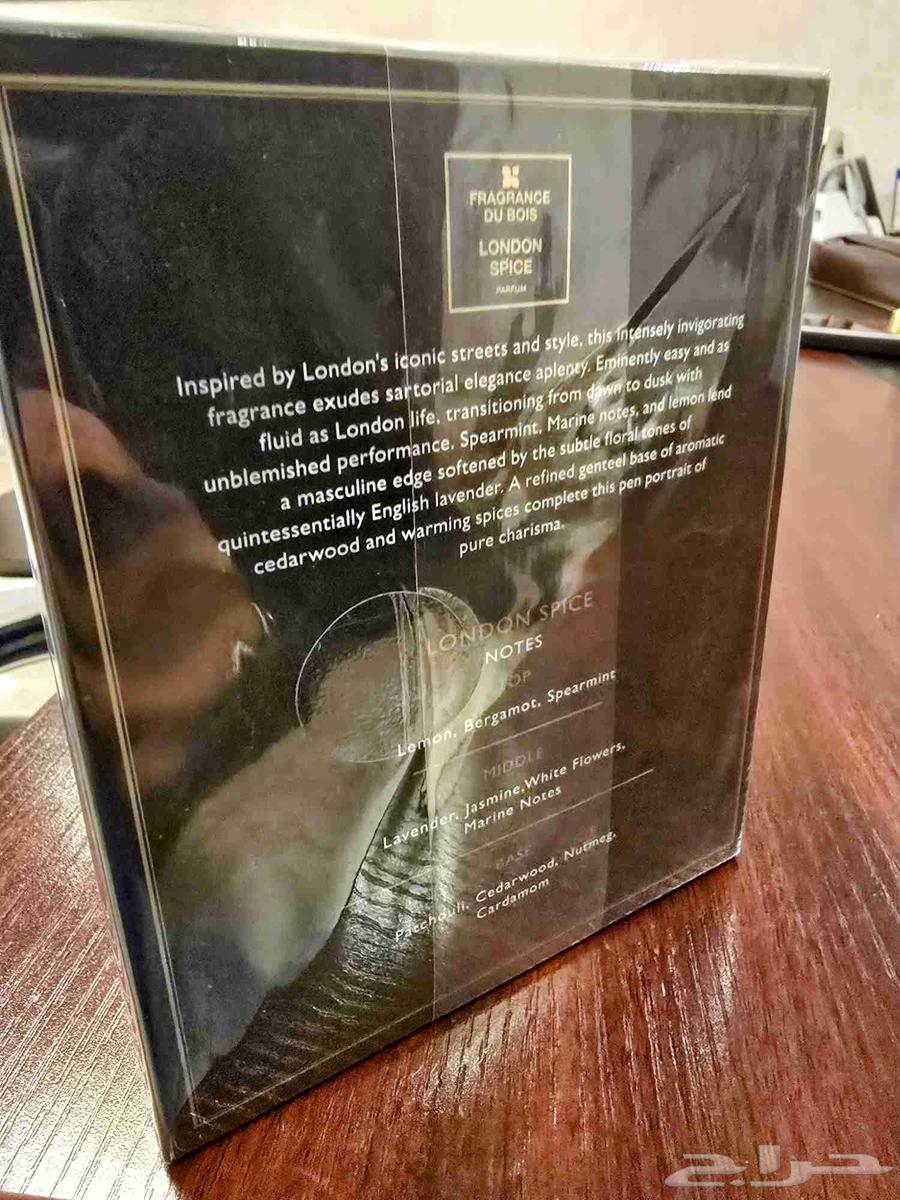 FRAGRANCE
DU BOIS
LONDON
SPICE
PARFUM
Inspired by London's iconic streets and style, this intensely invigorating
fragrance exudes sartorial elegance aplenty. Eminently easy and as
fluid as London life, transitioning from dawn to dusk with
unblemished performance. Spearmint, Marine notes, and lemon lend
a masculine edge softened by the subtle floral tones of
quintessentially English lavender. A refined genteel base of aromatic
cedarwood and warming spices complete this pen portrait of
pure charisma.
LONDON SPICE
NOTES
TOP
Lemon, Bergamot, Spearmint
MIDDLE
Lavender, Jasmine,White Flowers,
Marine Notes
BASE
Patchouli, Cedarwood, Nutmeg,
Cardamom
حراج